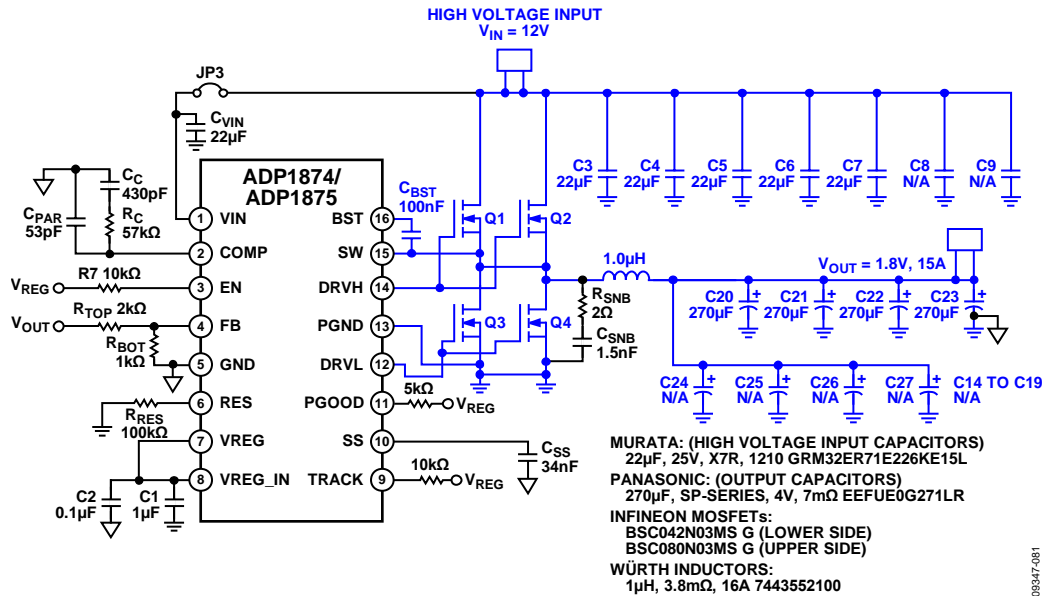 HIGH VOLTAGE INPUT
VIN = 12V
JP3
CVIN
22µF
CC
430pF
CPAR
53pF
RC
57kΩ
ADP1874/
ADP1875
1 VIN
2 COMP
3 EN
4 FB
5 GND
6 RES
7 VREG
8 VREG_IN
BST 16
SW 15
DRVH 14
PGND 13
DRVL 12
PGOOD 11
SS 10
TRACK 9
VREG
R7 10kΩ
VOUT
RTOP 2kΩ
RBOT
1kΩ
RRES
100kΩ
C2
0.1µF
C1
1µF
CBST
100nF
Q1
Q2
Q3
Q4
5kΩ
VREG
10kΩ
VREG
CSS
34nF
C3
22µF
C4
22µF
C5
22µF
C6
22µF
C7
22µF
C8
N/A
C9
N/A
1.0µH
RSNB
2Ω
CSNB
1.5nF
VOUT = 1.8V, 15A
C20
270µF
C21
270µF
C22
270µF
C23
270µF
+
+
+
+
C24
N/A
C25
N/A
C26
N/A
C27
N/A
+
+
+
+
C14 TO C19
N/A
MURATA: (HIGH VOLTAGE INPUT CAPACITORS)
22µF, 25V, X7R, 1210 GRM32ER71E226KE15L
PANASONIC: (OUTPUT CAPACITORS)
270µF, SP-SERIES, 4V, 7mΩ EEFUE0G271LR
INFINEON MOSFETs:
BSC042N03MS G (LOWER SIDE)
BSC080N03MS G (UPPER SIDE)
WÜRTH INDUCTORS:
1µH, 3.8mΩ, 16A 7443552100
09347-081